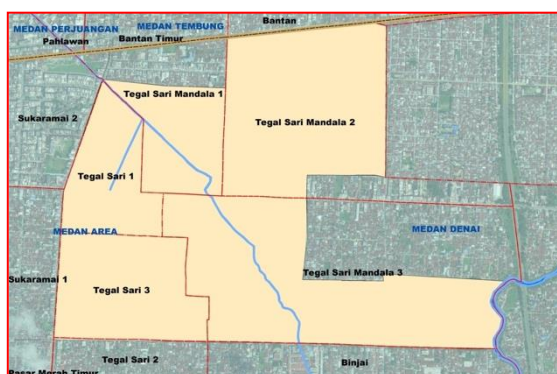 Bantan
MEDAN PERJUANGAN
MEDAN TEMBUNG
Bantan Timur
Pahlawan
Tegal Sari Mandala 1
Sukaramai 2
Tegal Sari Mandala 2
Tegal Sari 1
MEDAN AREA
MEDAN DENAI
Sukaramai 1
Tegal Sari Mandala 3
Tegal Sari 3
Tegal Sari 2
Binjai
Pasar Merah Timur